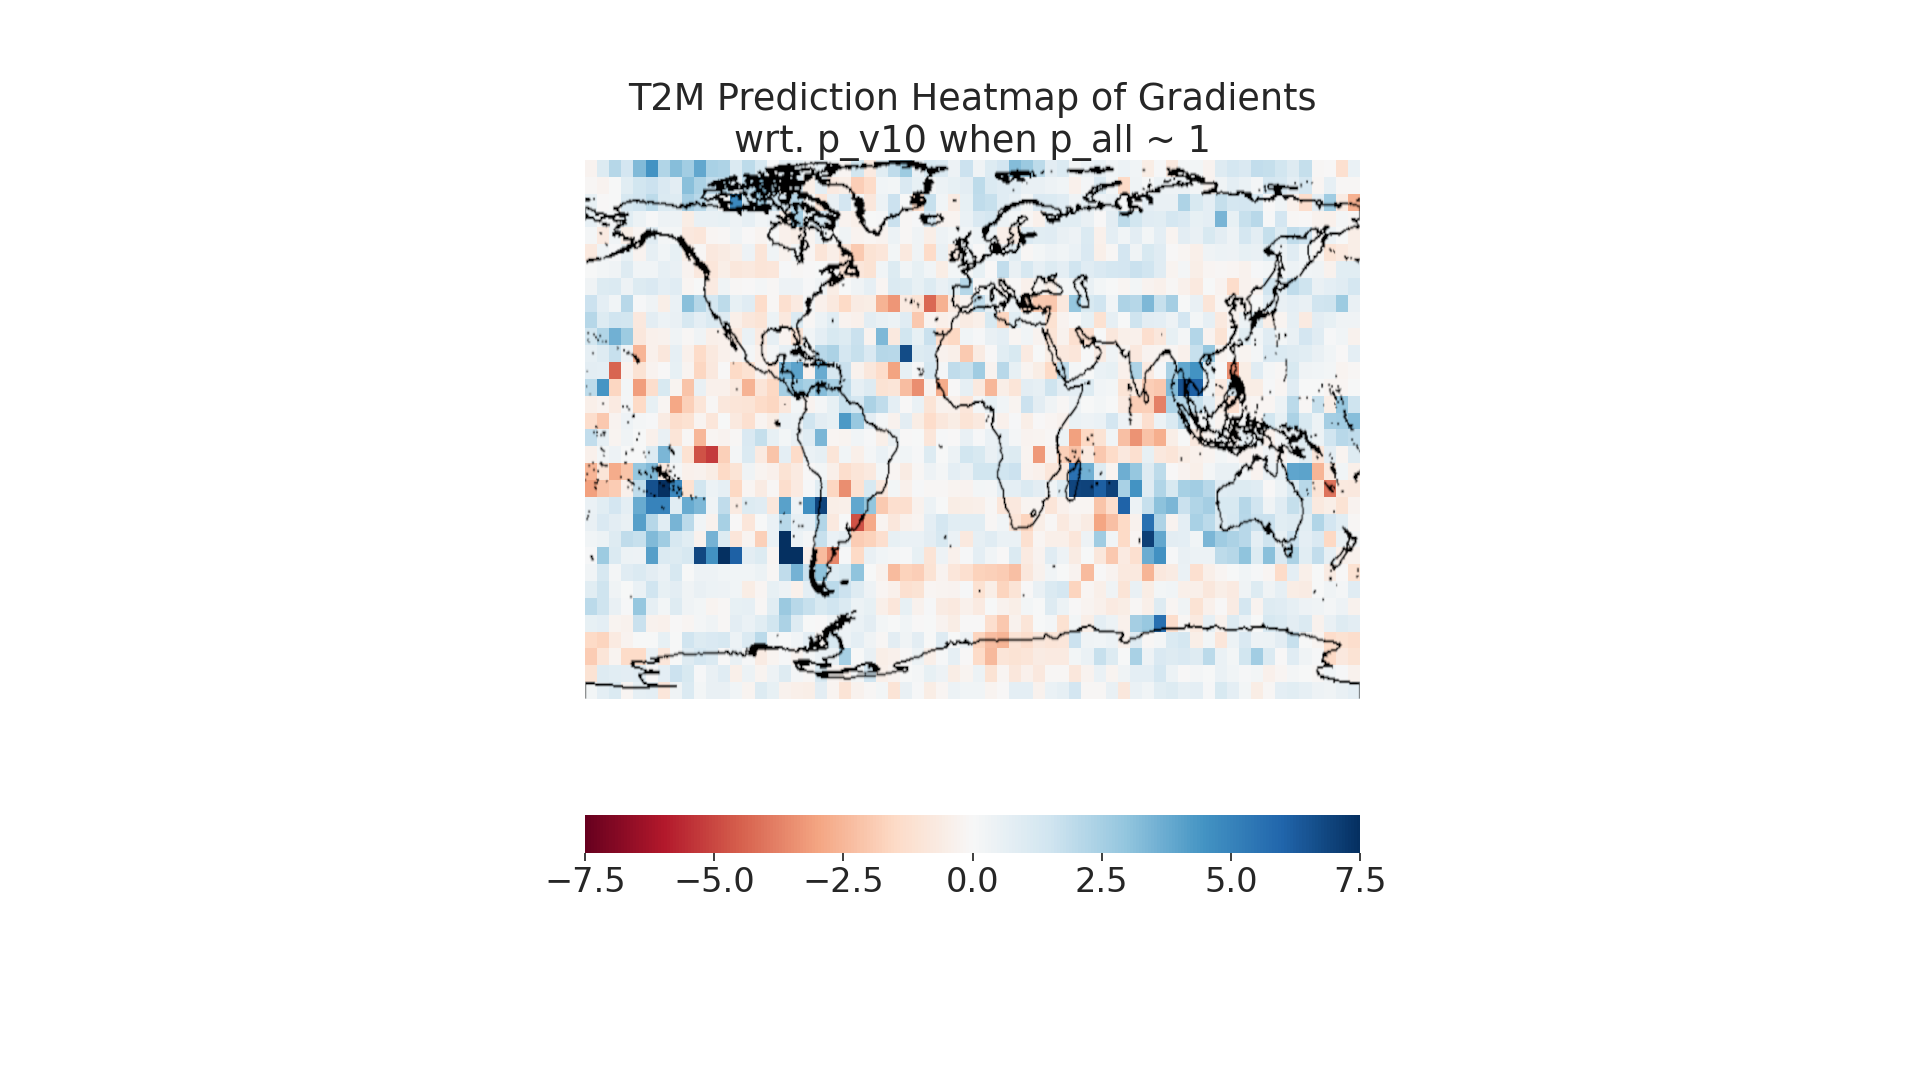 T2M Prediction Heatmap of Gradients
wrt. p_v10 when p_all ~ 1
−7.5 −5.0 −2.5 0.0 2.5 5.0 7.5